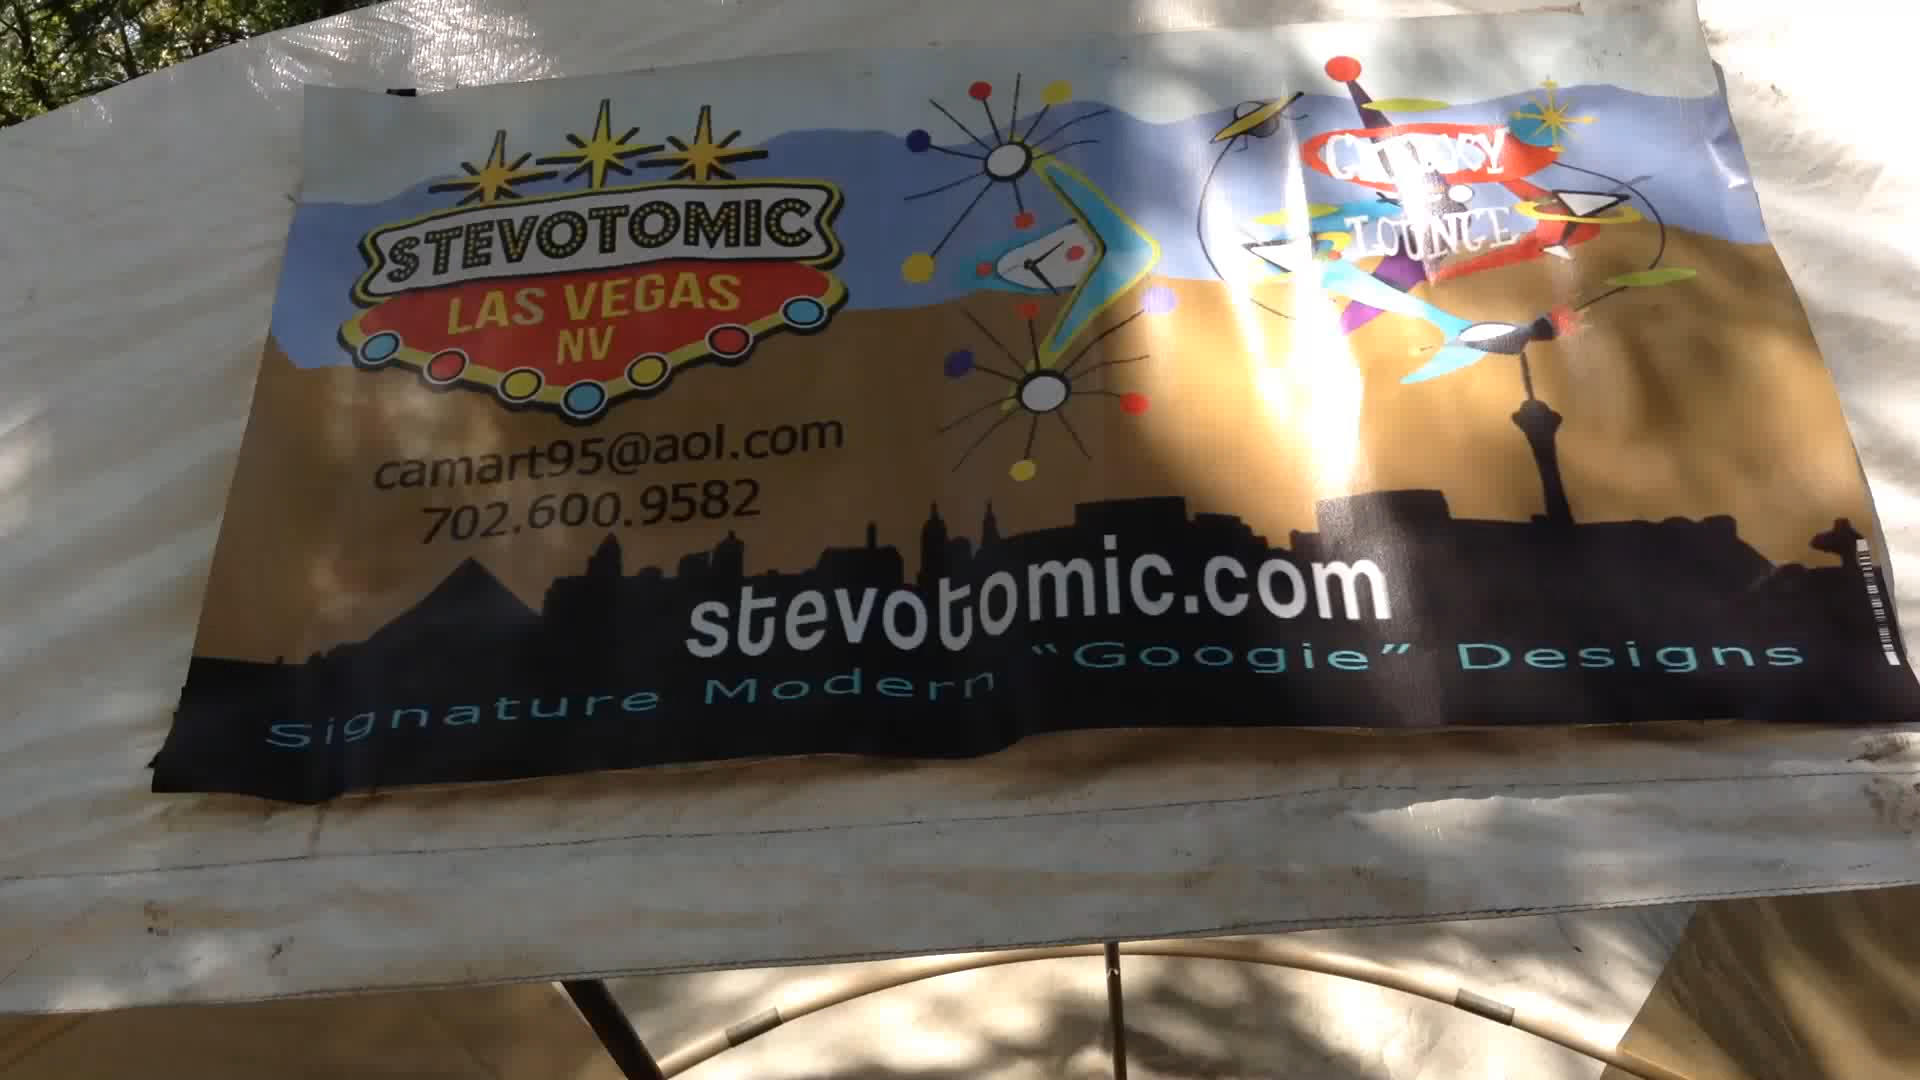 STEVOTOMIC
LAS VEGAS
NV
camart95@aol.com
702.600.9582
LOUNGE
stevotomic.com
Signature Modern "Googie" Designs